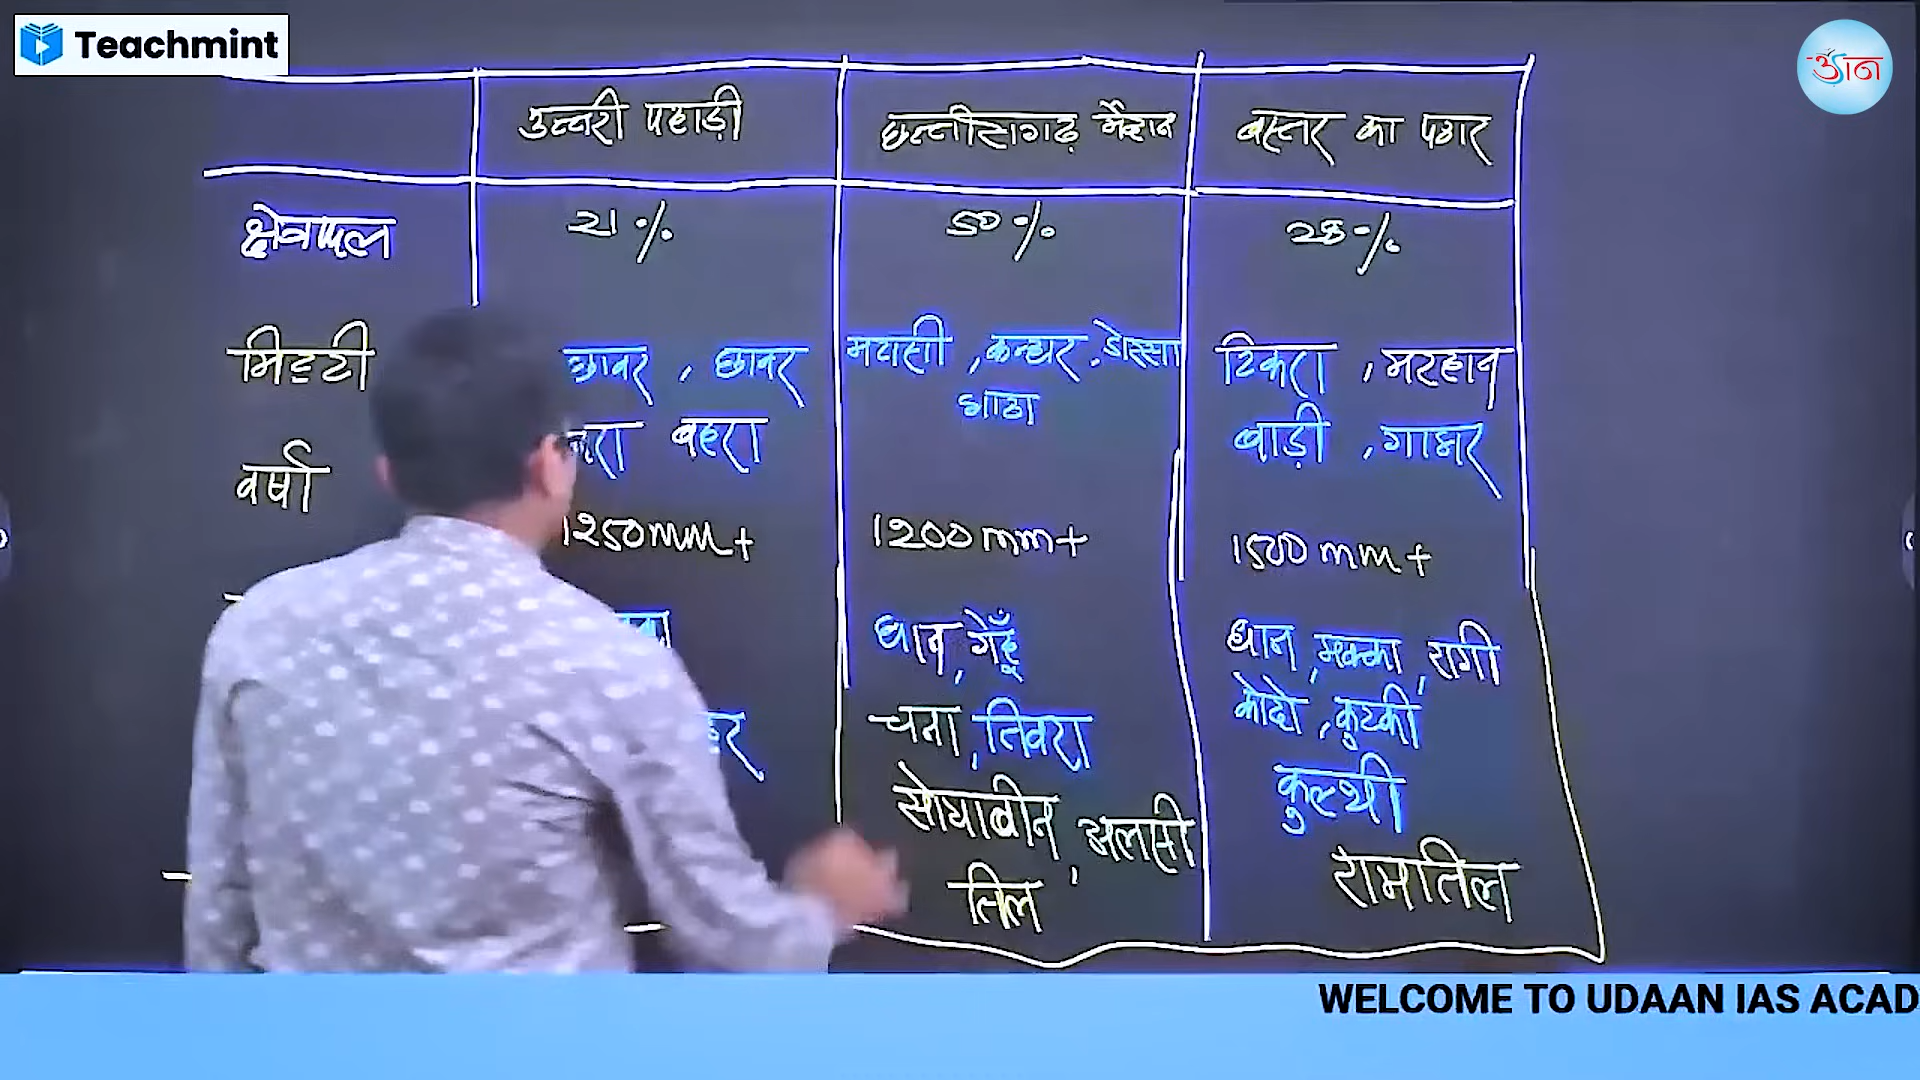 Teachmint
उड़ान
उत्तरी पहाड़ी
छत्तीसगढ़ मैदान
बस्तर का पठार
क्षेत्रफल
21%
50%
28%
मिट्टी
छावर
मटासी, कन्हार, डोरसा
भाठा
टिकरा, मरहान
बाड़ी, गाभर
बहरा
वर्षा
1250mm+
1200mm+
1500mm+
धान, गेहूँ
चना, तिवरा
सोयाबीन, अलसी
तिल
धान, मक्का, रागी
कोदो, कुटकी
कुल्थी
रामतिल
WELCOME TO UDAAN IAS ACAD